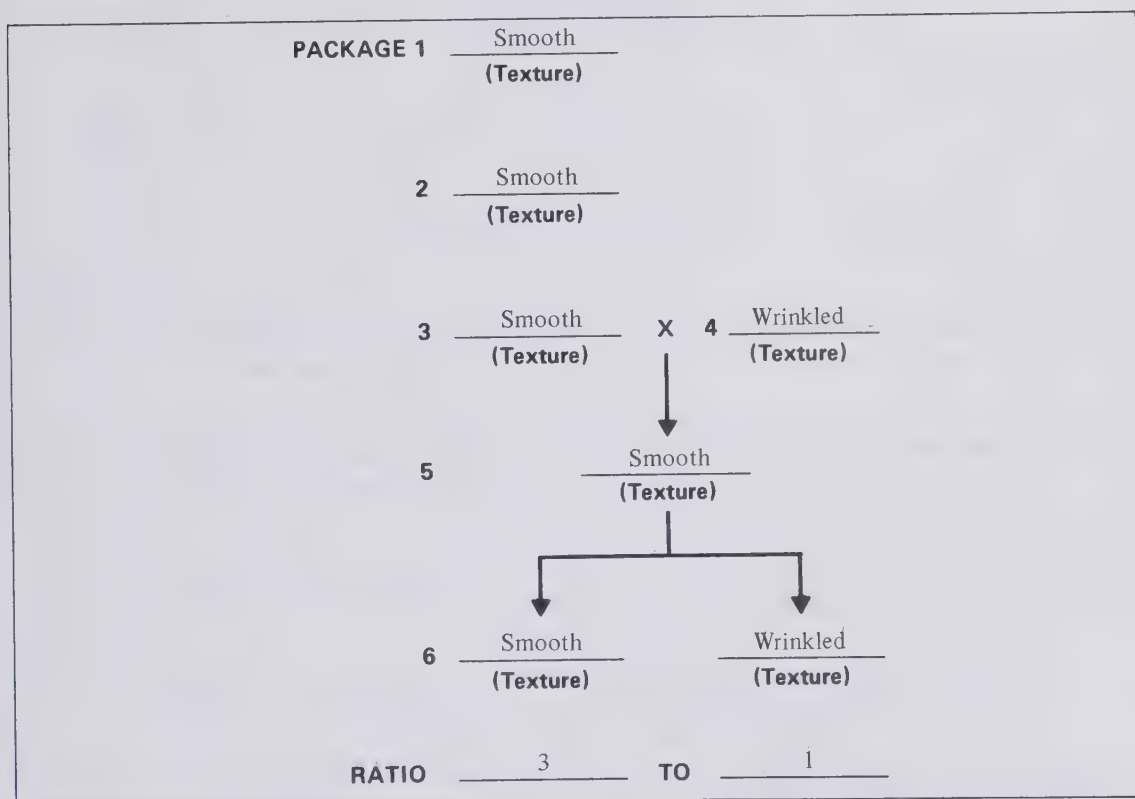 PACKAGE 1 Smooth
(Texture)
2 Smooth
(Texture)
3 Smooth X 4 Wrinkled
(Texture) (Texture)
5 Smooth
(Texture)
6 Smooth Wrinkled
(Texture) (Texture)
RATIO 3 TO 1